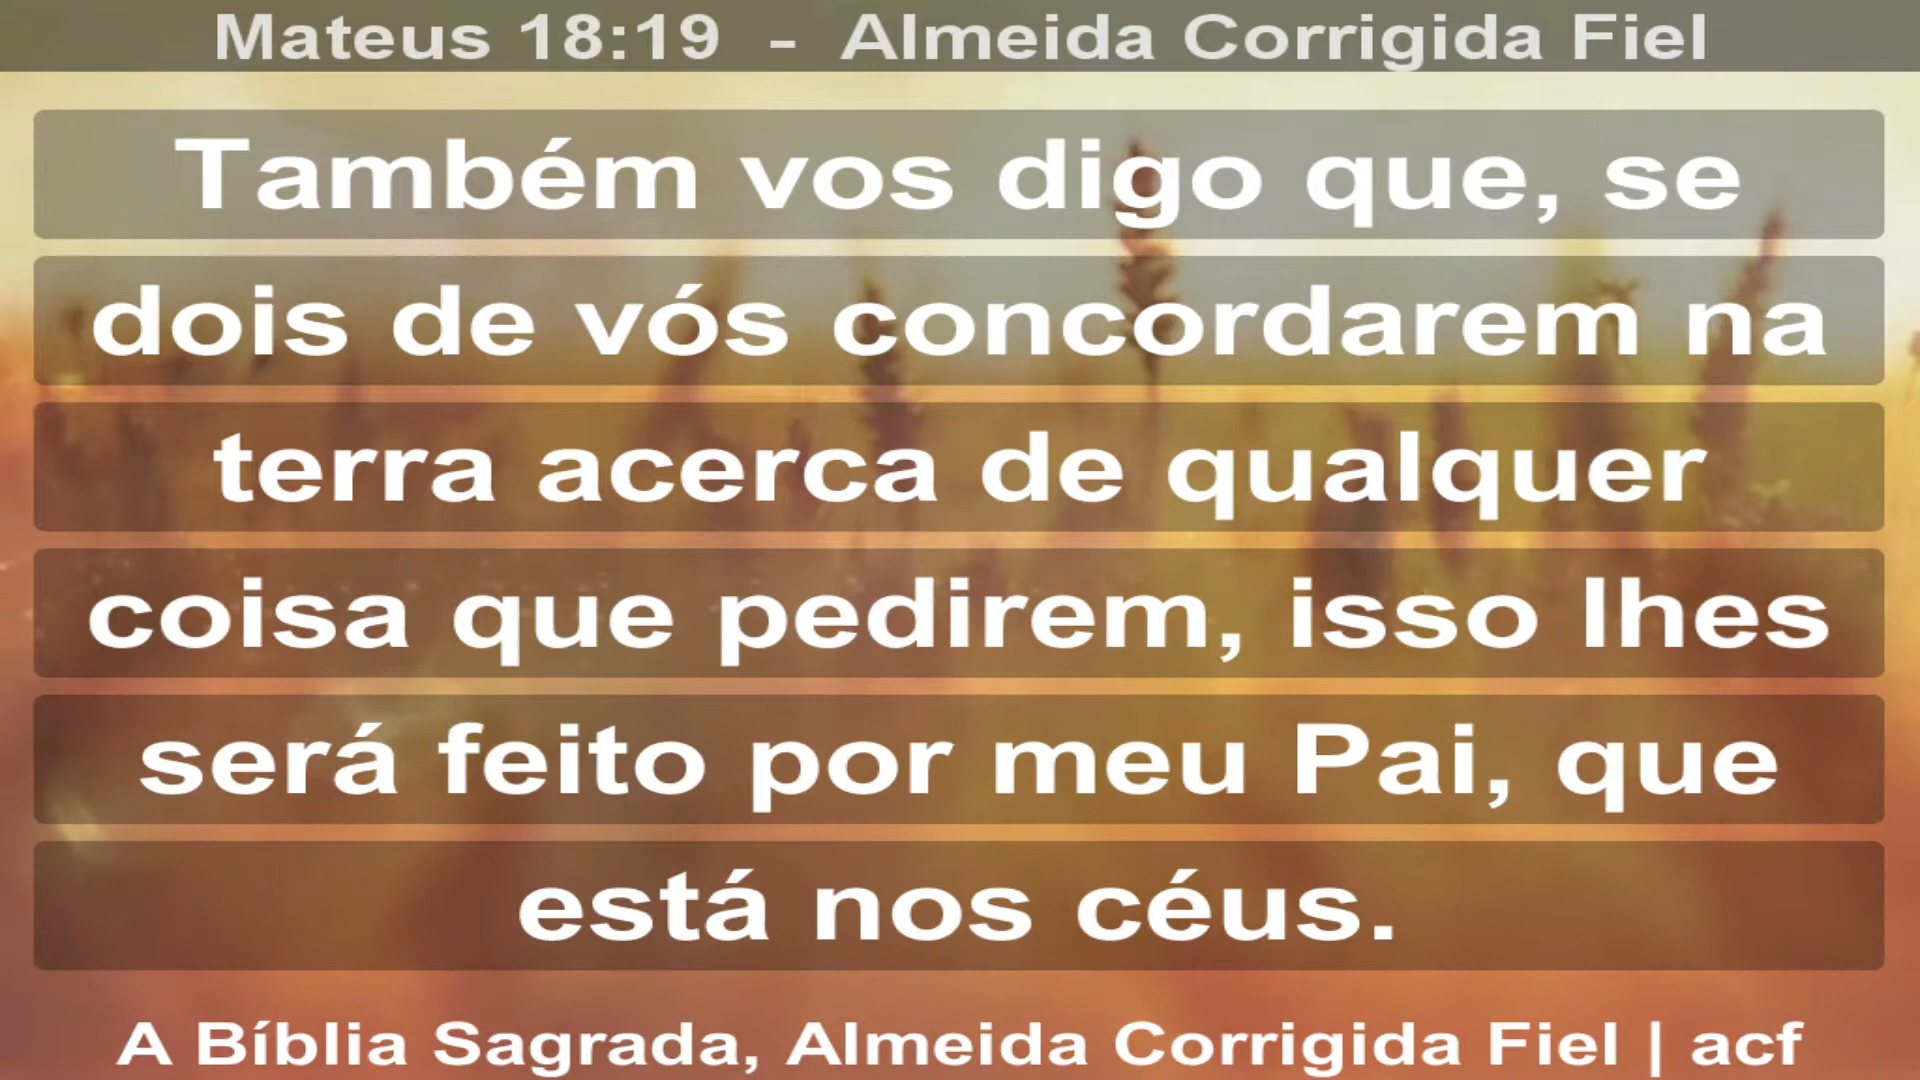 Mateus 18:19 - Almeida Corrigida Fiel
Também vos digo que, se
dois de vós concordarem na
terra acerca de qualquer
coisa que pedirem, isso lhes
será feito por meu Pai, que
está nos céus.
A Bíblia Sagrada, Almeida Corrigida Fiel | acf